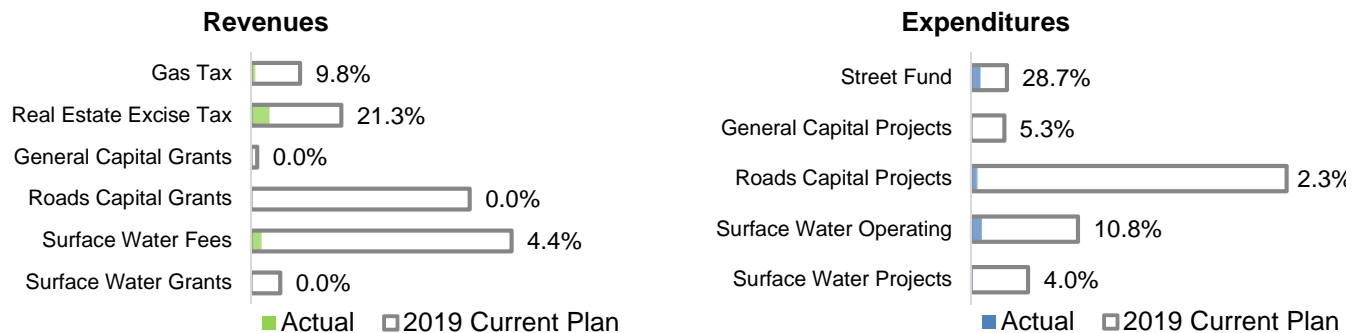 Revenues
Gas Tax 9.8%
Real Estate Excise Tax 21.3%
General Capital Grants 0.0%
Roads Capital Grants 0.0%
Surface Water Fees 4.4%
Surface Water Grants 0.0%
Actual 2019 Current Plan
Expenditures
Street Fund 28.7%
General Capital Projects 5.3%
Roads Capital Projects 2.3%
Surface Water Operating 10.8%
Surface Water Projects 4.0%
Actual 2019 Current Plan